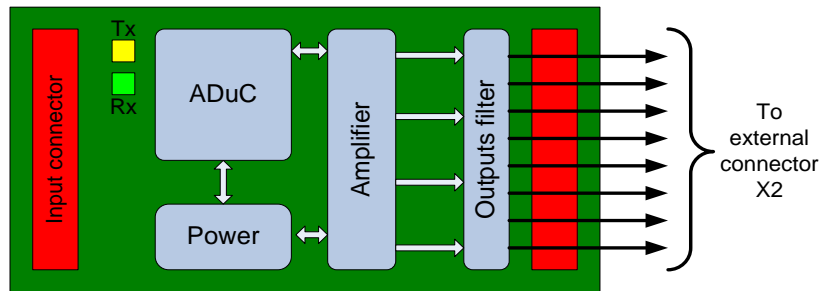 Tx
Rx
Input connector
ADuC
Power
Amplifier
Outputs filter
To
external
connector
X2